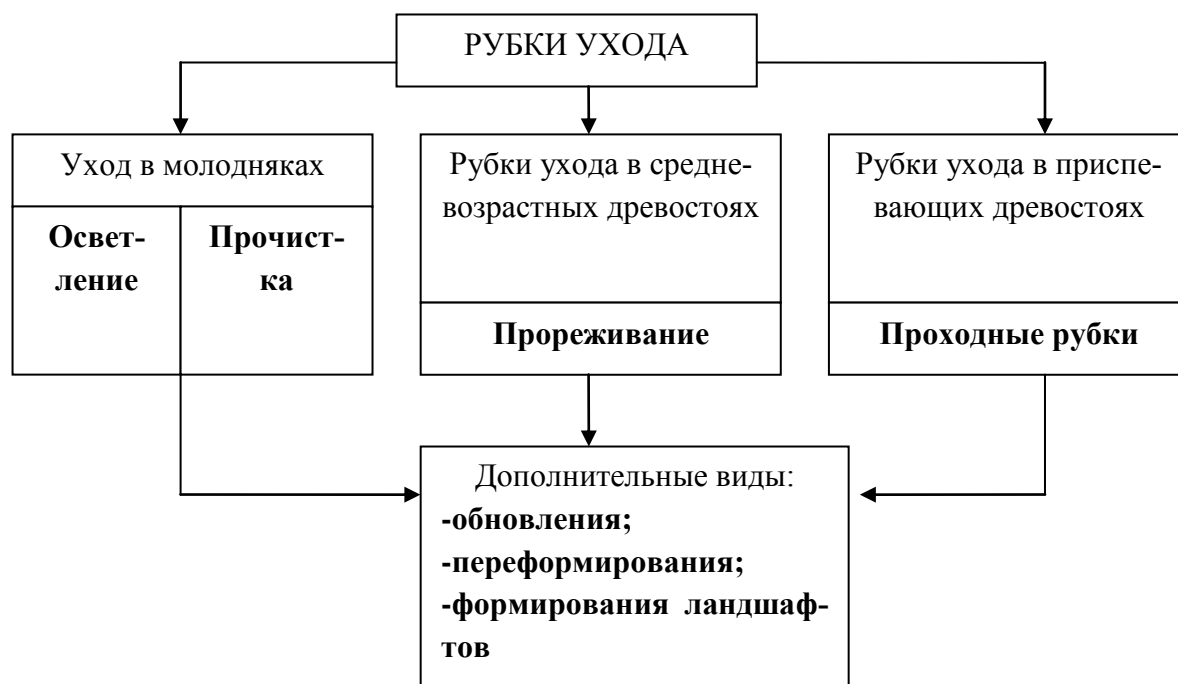 РУБКИ УХОДА
Уход в молодняках
Освет-
ление
Прочист-
ка
Рубки ухода в средне-
возрастных древостоях
Прореживание
Рубки ухода в приспе-
вающих древостоях
Проходные рубки
Дополнительные виды:
-обновления;
-переформирования;
-формирования ландшаф-
тов